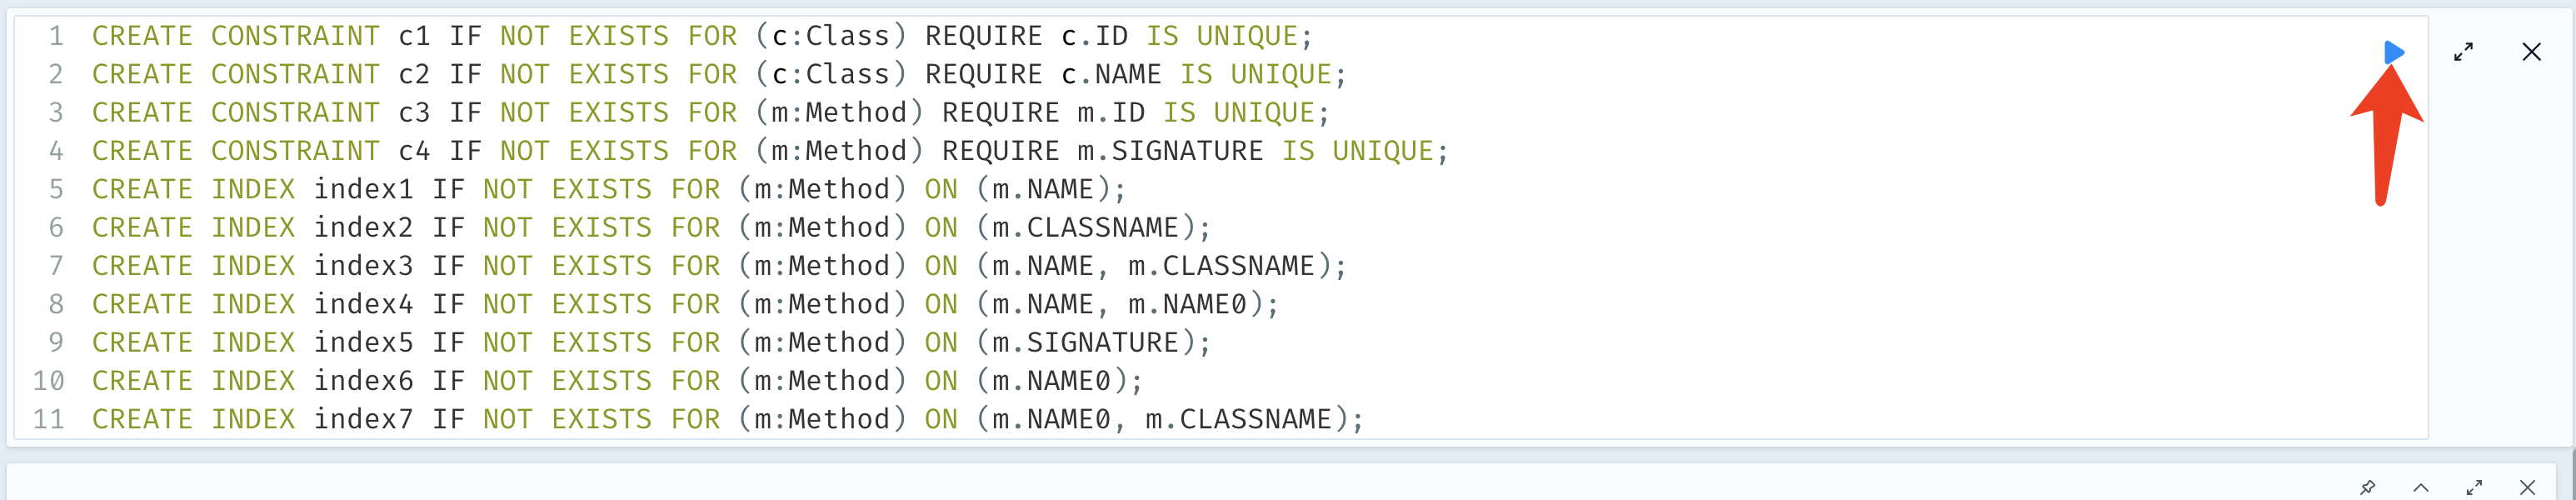 1 CREATE CONSTRAINT c1 IF NOT EXISTS FOR (c:Class) REQUIRE c.ID IS UNIQUE;
2 CREATE CONSTRAINT c2 IF NOT EXISTS FOR (c:Class) REQUIRE c.NAME IS UNIQUE;
3 CREATE CONSTRAINT c3 IF NOT EXISTS FOR (m:Method) REQUIRE m.ID IS UNIQUE;
4 CREATE CONSTRAINT c4 IF NOT EXISTS FOR (m:Method) REQUIRE m.SIGNATURE IS UNIQUE;
5 CREATE INDEX index1 IF NOT EXISTS FOR (m:Method) ON (m.NAME);
6 CREATE INDEX index2 IF NOT EXISTS FOR (m:Method) ON (m.CLASSNAME);
7 CREATE INDEX index3 IF NOT EXISTS FOR (m:Method) ON (m.NAME, m.CLASSNAME);
8 CREATE INDEX index4 IF NOT EXISTS FOR (m:Method) ON (m.NAME, m.NAME0);
9 CREATE INDEX index5 IF NOT EXISTS FOR (m:Method) ON (m.SIGNATURE);
10 CREATE INDEX index6 IF NOT EXISTS FOR (m:Method) ON (m.NAME0);
11 CREATE INDEX index7 IF NOT EXISTS FOR (m:Method) ON (m.NAME0, m.CLASSNAME);